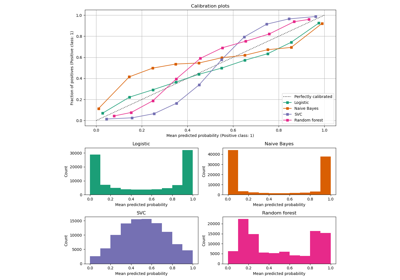 Calibration plots
Fraction of positives (Positive class: 1)
1.0
0.8
0.6
0.4
0.2
0.0
Perfectly calibrated
Logistic
Naive Bayes
SVC
Random forest
0.0 0.2 0.4 0.6 0.8 1.0
Mean predicted probability (Positive class: 1)
Logistic
Count
30000
20000
10000
0
0.0 0.2 0.4 0.6 0.8 1.0
Mean predicted probability
Naive Bayes
Count
40000
30000
20000
10000
0
0.0 0.2 0.4 0.6 0.8 1.0
Mean predicted probability
SVC
Count
15000
10000
5000
0
0.0 0.2 0.4 0.6 0.8 1.0
Mean predicted probability
Random forest
Count
20000
15000
10000
5000
0
0.0 0.2 0.4 0.6 0.8 1.0
Mean predicted probability